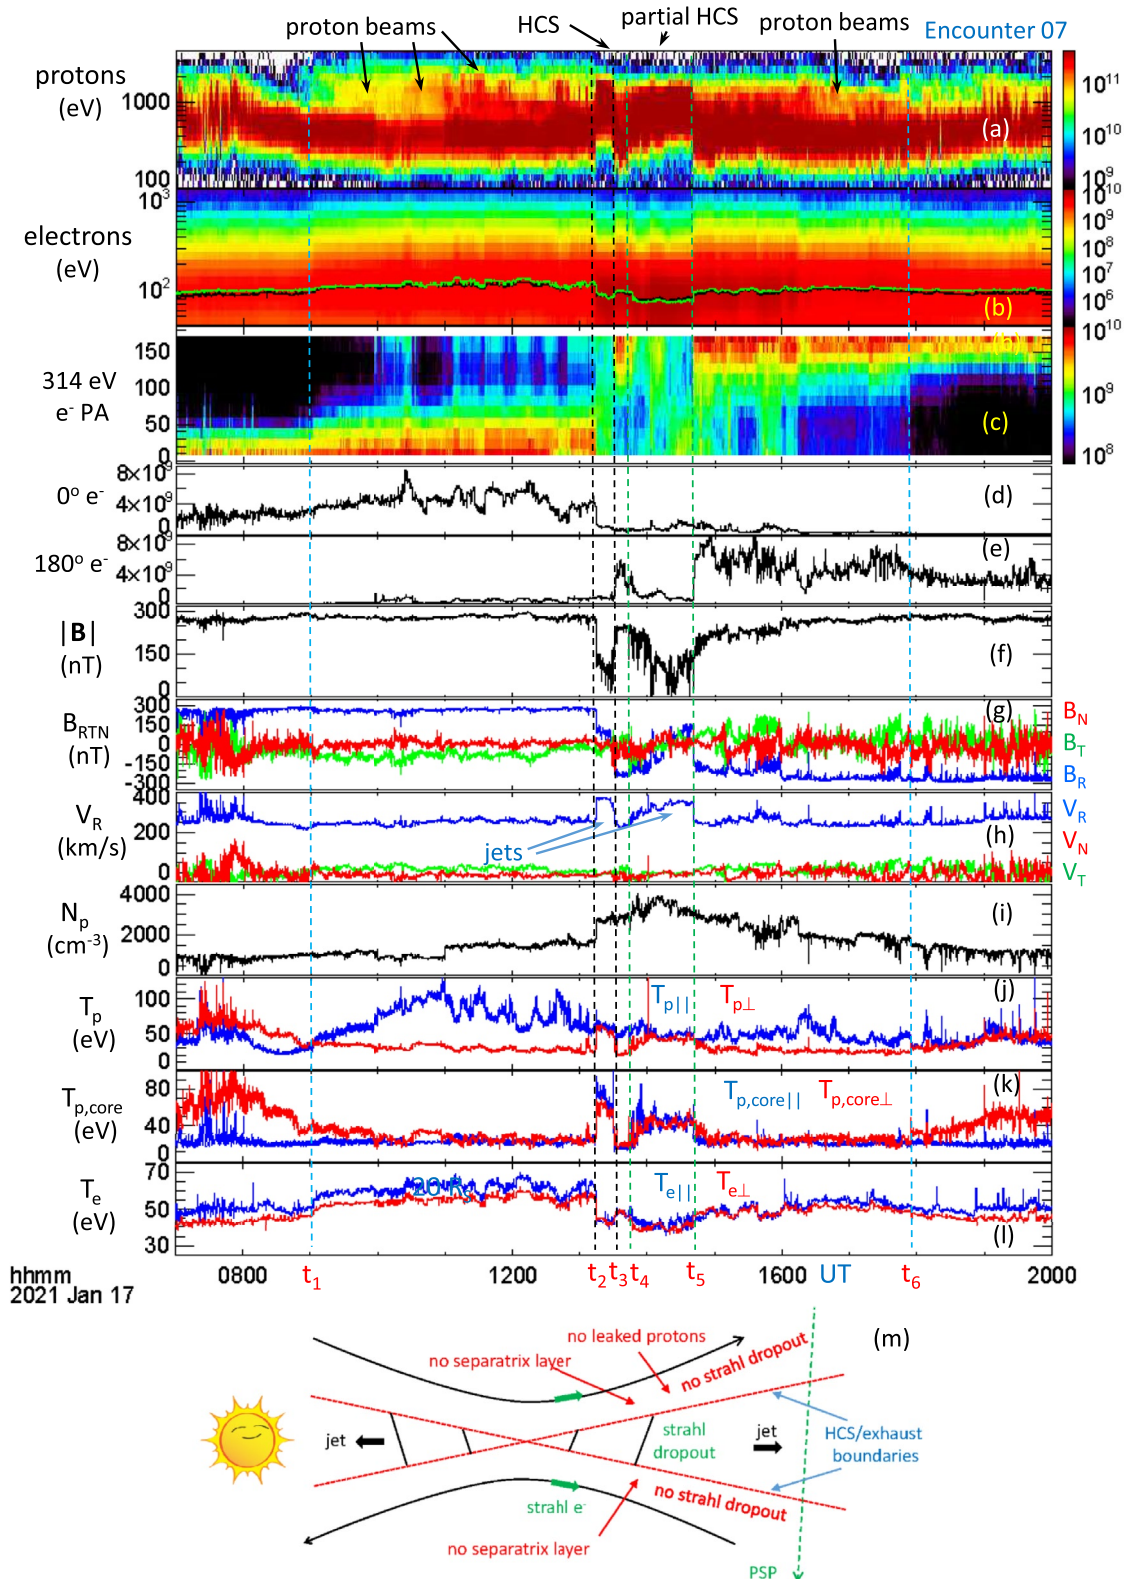 proton beams
HCS
partial HCS
proton beams
Encounter 07
protons
(eV)
1000
100
(a)
10¹¹
10¹⁰
10⁹
electrons
(eV)
10³
10²
(b)
10¹⁰
10⁹
10⁸
10⁷
10⁶
314 eV
e⁻ PA
150
100
50
0
(c)
10¹⁰
10⁹
10⁸
0° e⁻
8×10⁹
4×10⁹
0
(d)
180° e⁻
8×10⁹
4×10⁹
(e)
|B|
(nT)
300
150
0
(f)
B_RTN
(nT)
300
150
0
-150
-300
(g)
B_N
B_T
B_R
V_R
(km/s)
400
200
0
jets
(h)
V_R
V_N
V_T
N_p
(cm⁻³)
4000
2000
0
(i)
T_p
(eV)
100
50
0
T_p||
T_p⊥
(j)
T_p,core
(eV)
80
40
0
T_p,core||
T_p,core⊥
(k)
T_e
(eV)
70
50
30
T_e||
T_e⊥
(l)
hhmm
2021 Jan 17
0800
t₁
1200
t₂
t₃
t₄
t₅
1600
UT
t₆
2000
(m)
no leaked protons
no separatrix layer
no strahl dropout
jet
strahl
dropout
jet
HCS/exhaust
boundaries
strahl e⁻
no strahl dropout
no separatrix layer
PSP